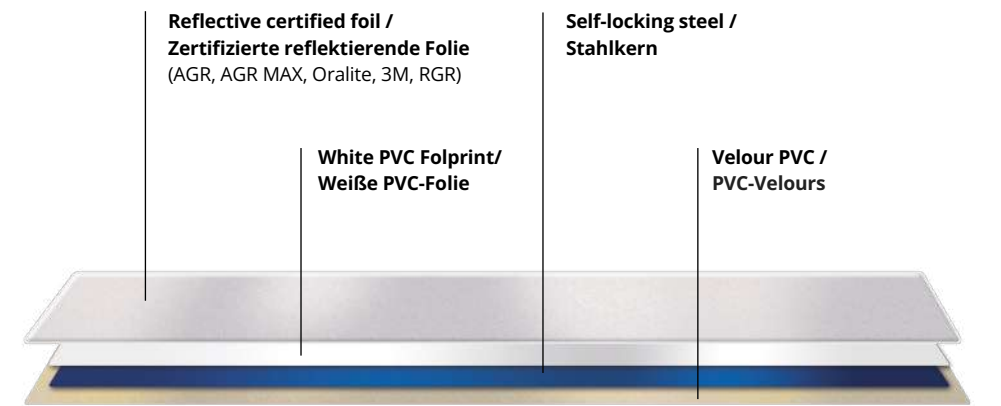 Reflective certified foil /
Zertifizierte reflektierende Folie
(AGR, AGR MAX, Oralite, 3M, RGR)
Self-locking steel /
Stahlkern
White PVC Folprint/
Weiße PVC-Folie
Velour PVC /
PVC-Velours